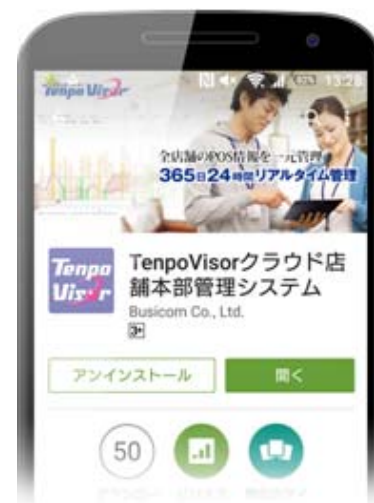 Tenpo Visor
13:28
全店舗のPOS情報を一元管理
365日24時間リアルタイム管理
Tenpo
Visor
TenpoVisorクラウド店
舗本部管理システム
Busicom Co., Ltd.
3+
アンインストール
開く
50